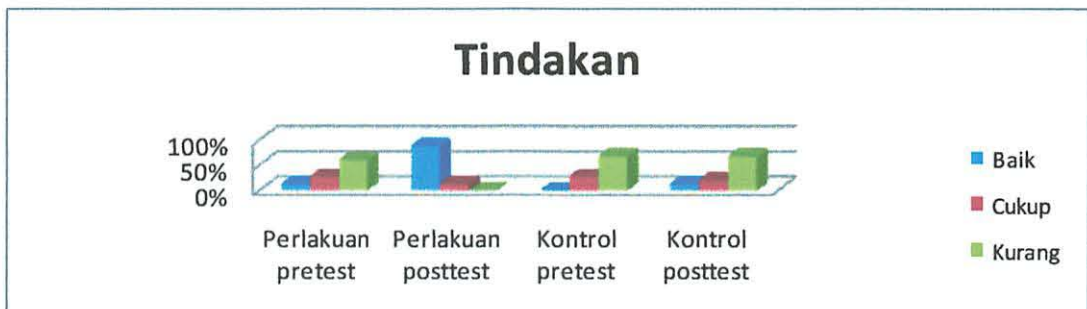 Tindakan
100%
50%
0%
Perlakuan pretest
Perlakuan posttest
Kontrol pretest
Kontrol posttest
Baik
Cukup
Kurang